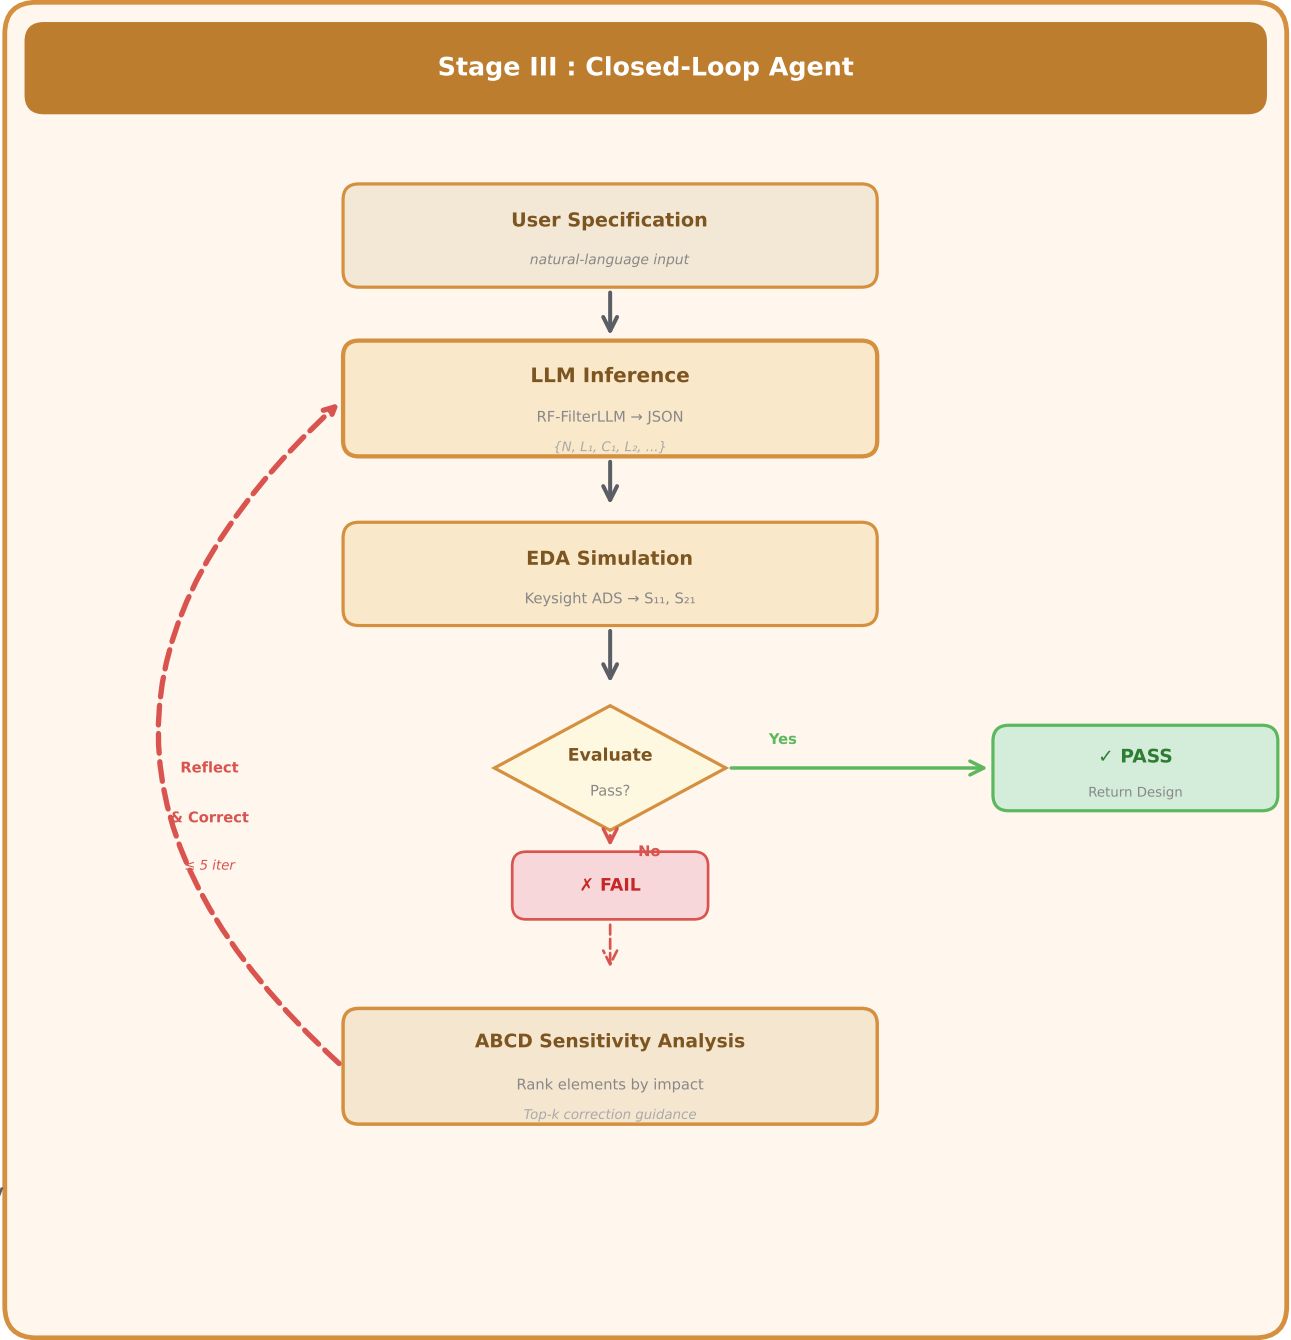 Stage III : Closed-Loop Agent
User Specification
natural-language input
LLM Inference
RF-FilterLLM → JSON
{N, L₁, C₁, L₂, ...}
EDA Simulation
Keysight ADS → S₁₁, S₂₁
Evaluate
Pass?
Yes
✓ PASS
Return Design
No
✗ FAIL
Reflect
& Correct
≤ 5 iter
ABCD Sensitivity Analysis
Rank elements by impact
Top-k correction guidance